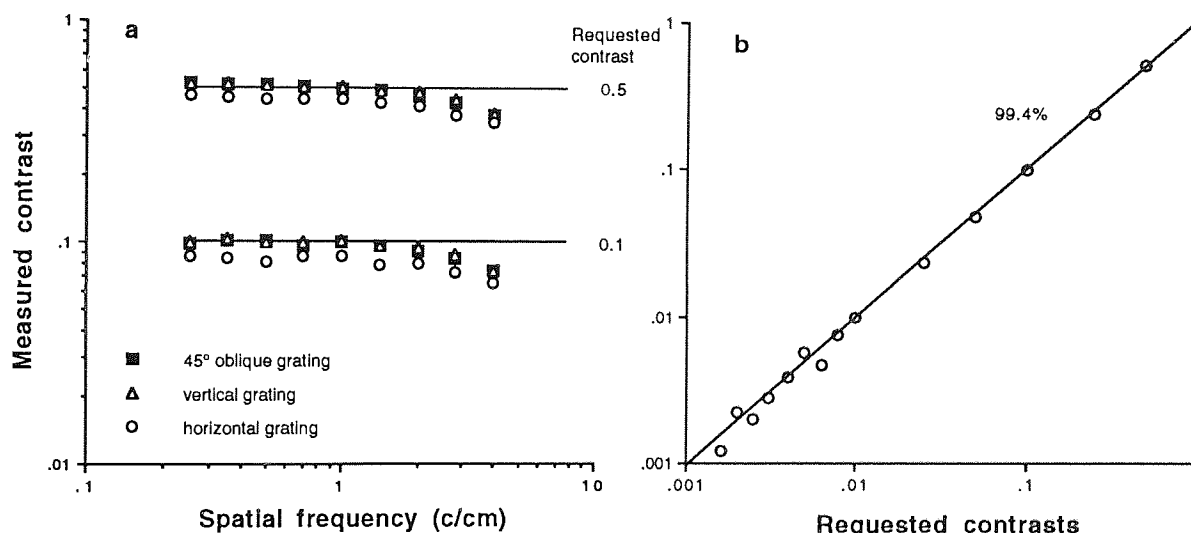 a
Requested
contrast
0.5
0.1
Measured contrast
1
.1
.01
45º oblique grating
vertical grating
horizontal grating
.1
1
10
Spatial frequency (c/cm)
b
99.4%
1
.1
.01
.001
.001
.01
.1
Requested contrasts